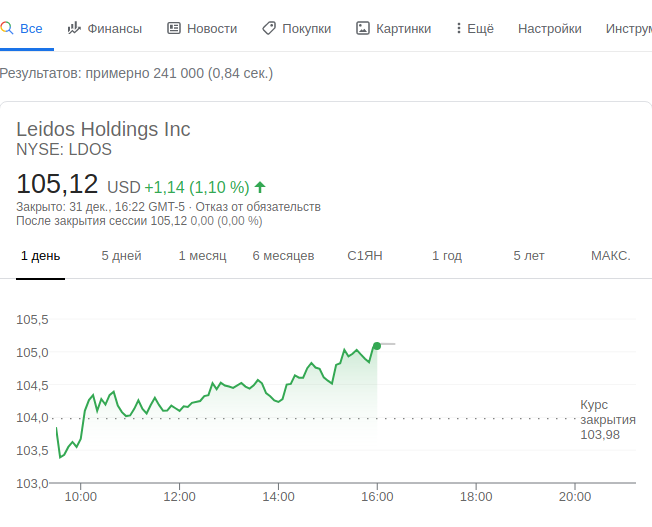 Все Финансы Новости Покупки Картинки Ещё Настройки Инструм
Результатов: примерно 241 000 (0,84 сек.)
Leidos Holdings Inc
NYSE: LDOS
105,12 USD +1,14 (1,10 %)
Закрыто: 31 дек., 16:22 GMT-5 · Отказ от обязательств
После закрытия сессии 105,12 0,00 (0,00 %)
1 день 5 дней 1 месяц 6 месяцев С1ЯН 1 год 5 лет МАКС.
105,5
105,0
104,5
104,0
103,5
103,0
Курс
закрытия
103,98
10:00 12:00 14:00 16:00 18:00 20:00